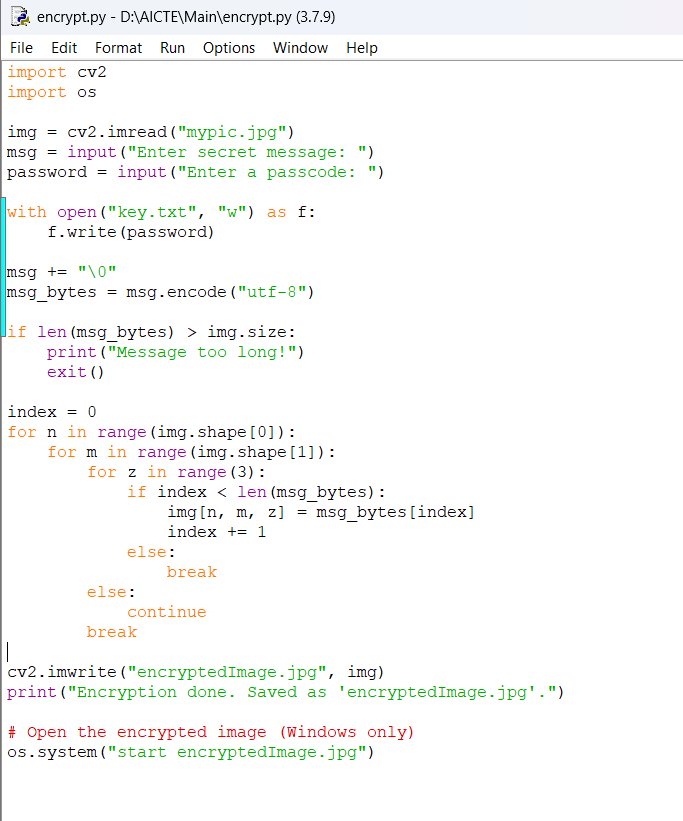 encrypt.py - D:\AICTE\Main\encrypt.py (3.7.9)
File Edit Format Run Options Window Help
import cv2
import os

img = cv2.imread("mypic.jpg")
msg = input("Enter secret message: ")
password = input("Enter a passcode: ")

with open("key.txt", "w") as f:
    f.write(password)

msg += "\0"
msg_bytes = msg.encode("utf-8")

if len(msg_bytes) > img.size:
    print("Message too long!")
    exit()

index = 0
for n in range(img.shape[0]):
    for m in range(img.shape[1]):
        for z in range(3):
            if index < len(msg_bytes):
                img[n, m, z] = msg_bytes[index]
                index += 1
            else:
                break
        else:
            continue
        break

cv2.imwrite("encryptedImage.jpg", img)
print("Encryption done. Saved as 'encryptedImage.jpg'.")

# Open the encrypted image (Windows only)
os.system("start encryptedImage.jpg")